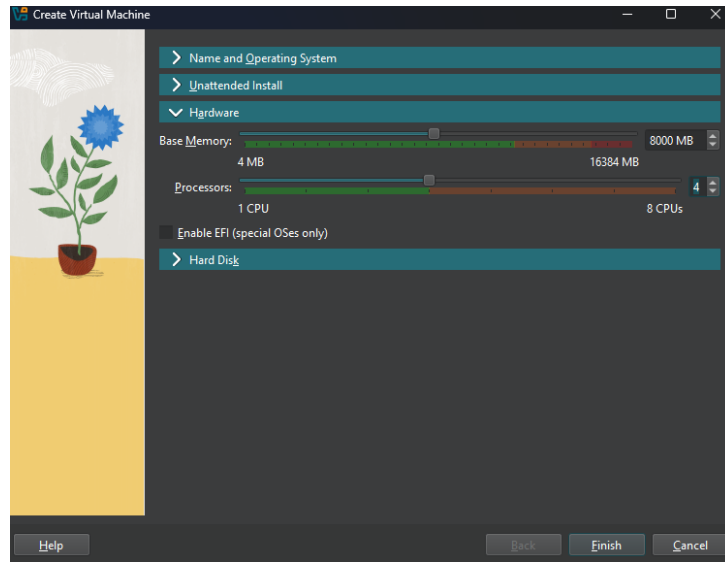 Create Virtual Machine
Name and Operating System
Unattended Install
Hardware
Base Memory: 8000 MB
4 MB 16384 MB
Processors: 4
1 CPU 8 CPUs
Enable EFI (special OSes only)
Hard Disk
Help Back Finish Cancel